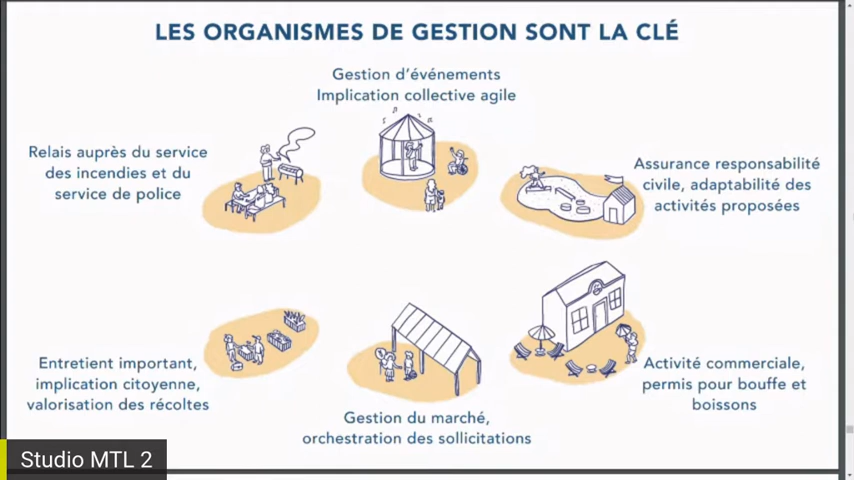 LES ORGANISMES DE GESTION SONT LA CLÉ
Gestion d'événements
Implication collective agile
Relais auprès du service
des incendies et du
service de police
Assurance responsabilité
civile, adaptabilité des
activités proposées
Entretient important,
implication citoyenne,
valorisation des récoltes
Gestion du marché,
orchestration des sollicitations
Activité commerciale,
permis pour bouffe et
boissons
Studio MTL 2